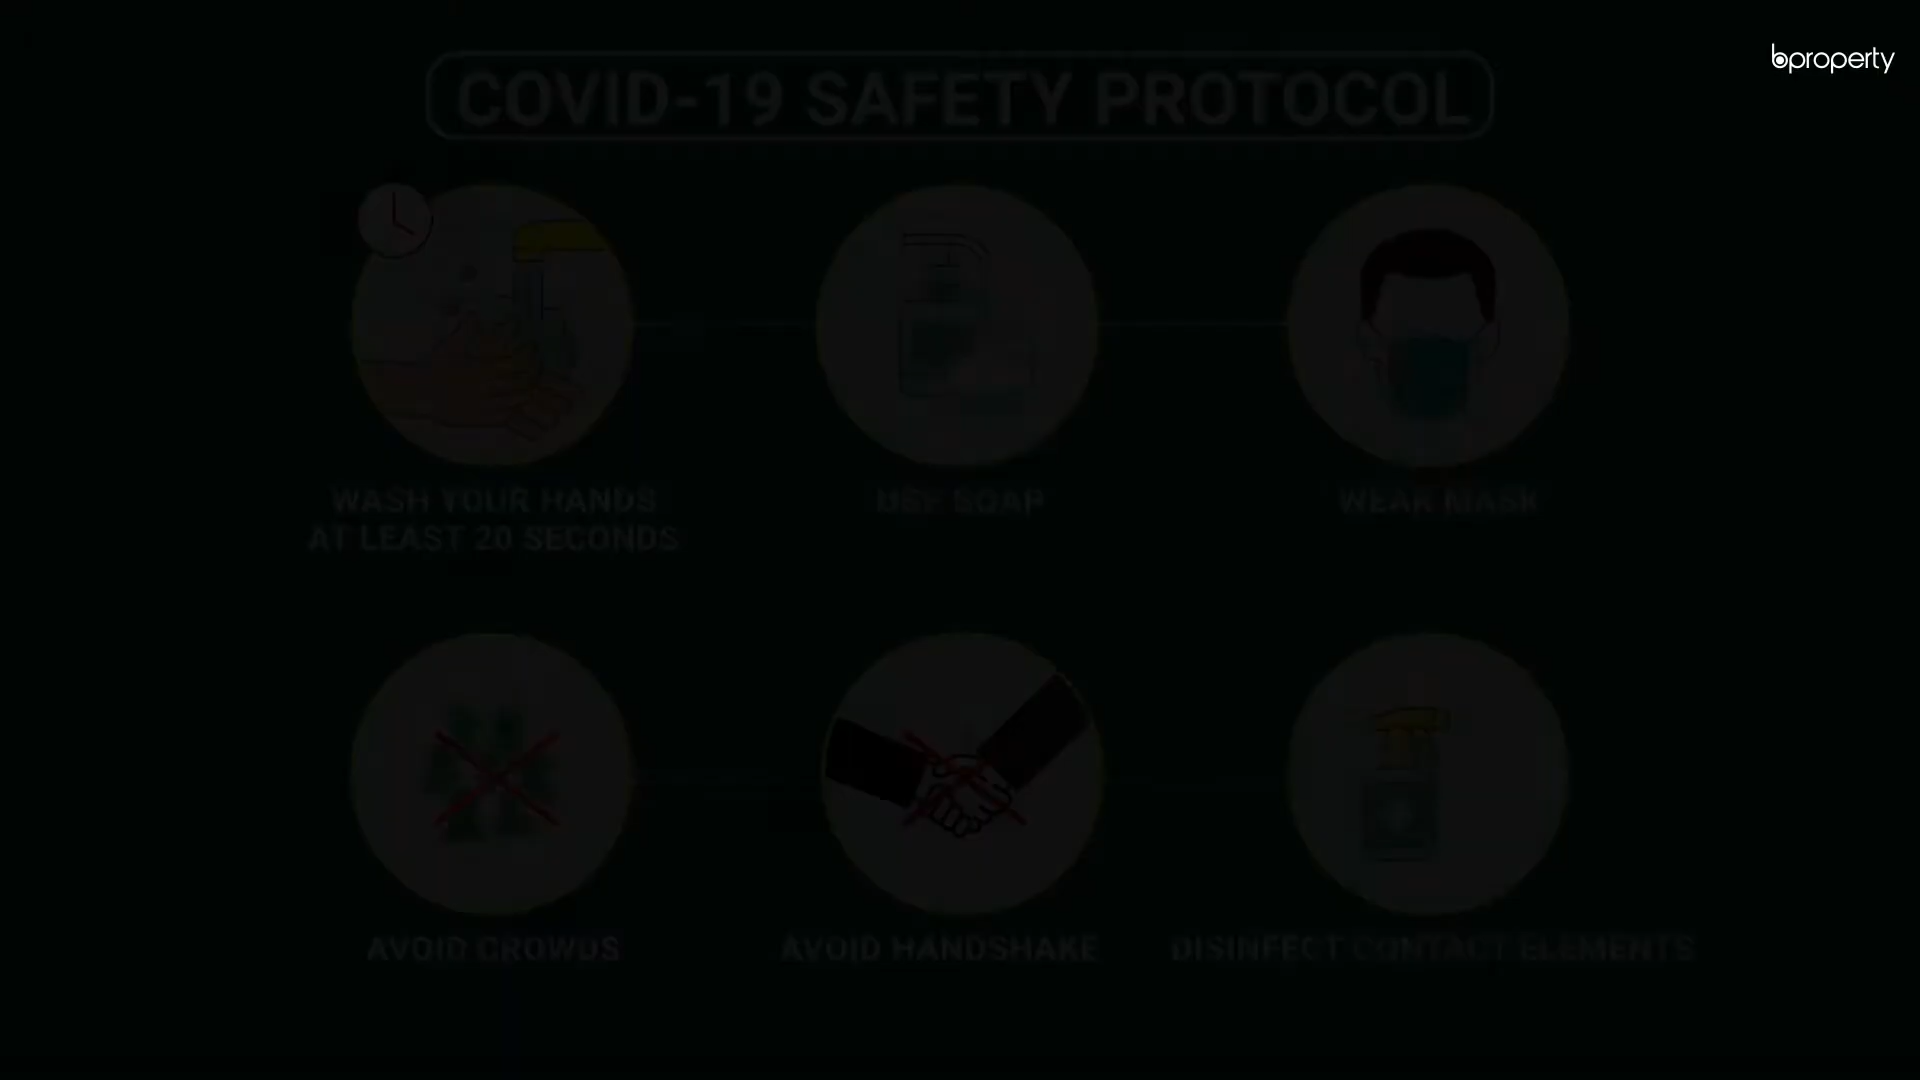 bproperty
COVID-19 SAFETY PROTOCOL
WASH YOUR HANDS
AT LEAST 20 SECONDS
USE SOAP
WEAR MASK
AVOID CROWDS
AVOID HANDSHAKE
DISINFECT CONTACT ELEMENTS